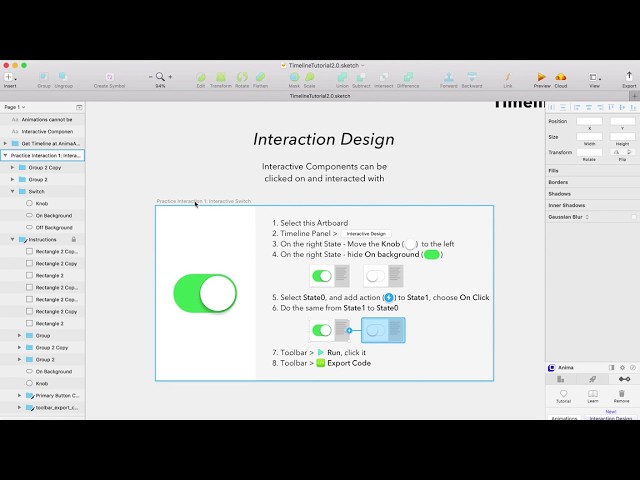 TimelineTutorial2.0.sketch
Insert
Group
Ungroup
Create Symbol
94%
Edit
Transform
Rotate
Flatten
Union
Subtract
Intersect
Difference
Forward
Backward
Link
Preview
Cloud
Export
TimelineTutorial2.0.sketch
Page 1
Animations cannot be
interactive Componen
Get Timeline at AnimaA...
Practice Interaction 1: Intera...
Group 2 Copy
Group 2
Switch
Knob
On Background
Off Background
Instructions
Rectangle 2 Cop...
Rectangle 2 Copy
Rectangle 2
Rectangle 2 Cop...
Rectangle 2 Cop...
Rectangle 2 Copy
Rectangle 2
Group
Group 2 Copy
Group 2
On Background
Knob
Primary Button C...
toolbar_export_c...
Timelin
Interaction Design
Interactive Components can be
clicked on and interacted with
Practice Interaction 1: Interactive Switch
1. Select this Artboard
2. Timeline Panel > Interactive Design
3. On the right State - Move the Knob ( ) to the left
4. On the right State - hide On background ( )
5. Select State0, and add action ( ) to State1, choose On Click
6. Do the same from State1 to State0
7. Toolbar > Run, click it
8. Toolbar > Export Code
Position
X
Y
Size
Width
Height
Transform
Rotate
Flip
Fills
Borders
Shadows
Inner Shadows
Gaussian Blur
Anima
Tutorial
Learn
Remove
New!
Animations
Interaction Design